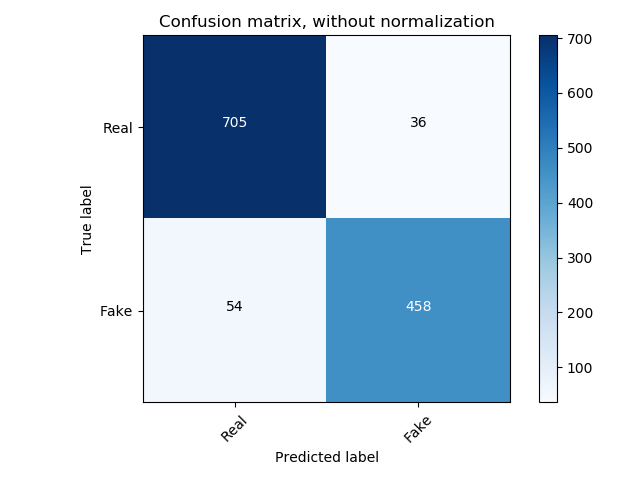 Confusion matrix, without normalization
700
600
500
400
300
200
100
True label
Real
705
36
Fake
54
458
Real
Fake
Predicted label